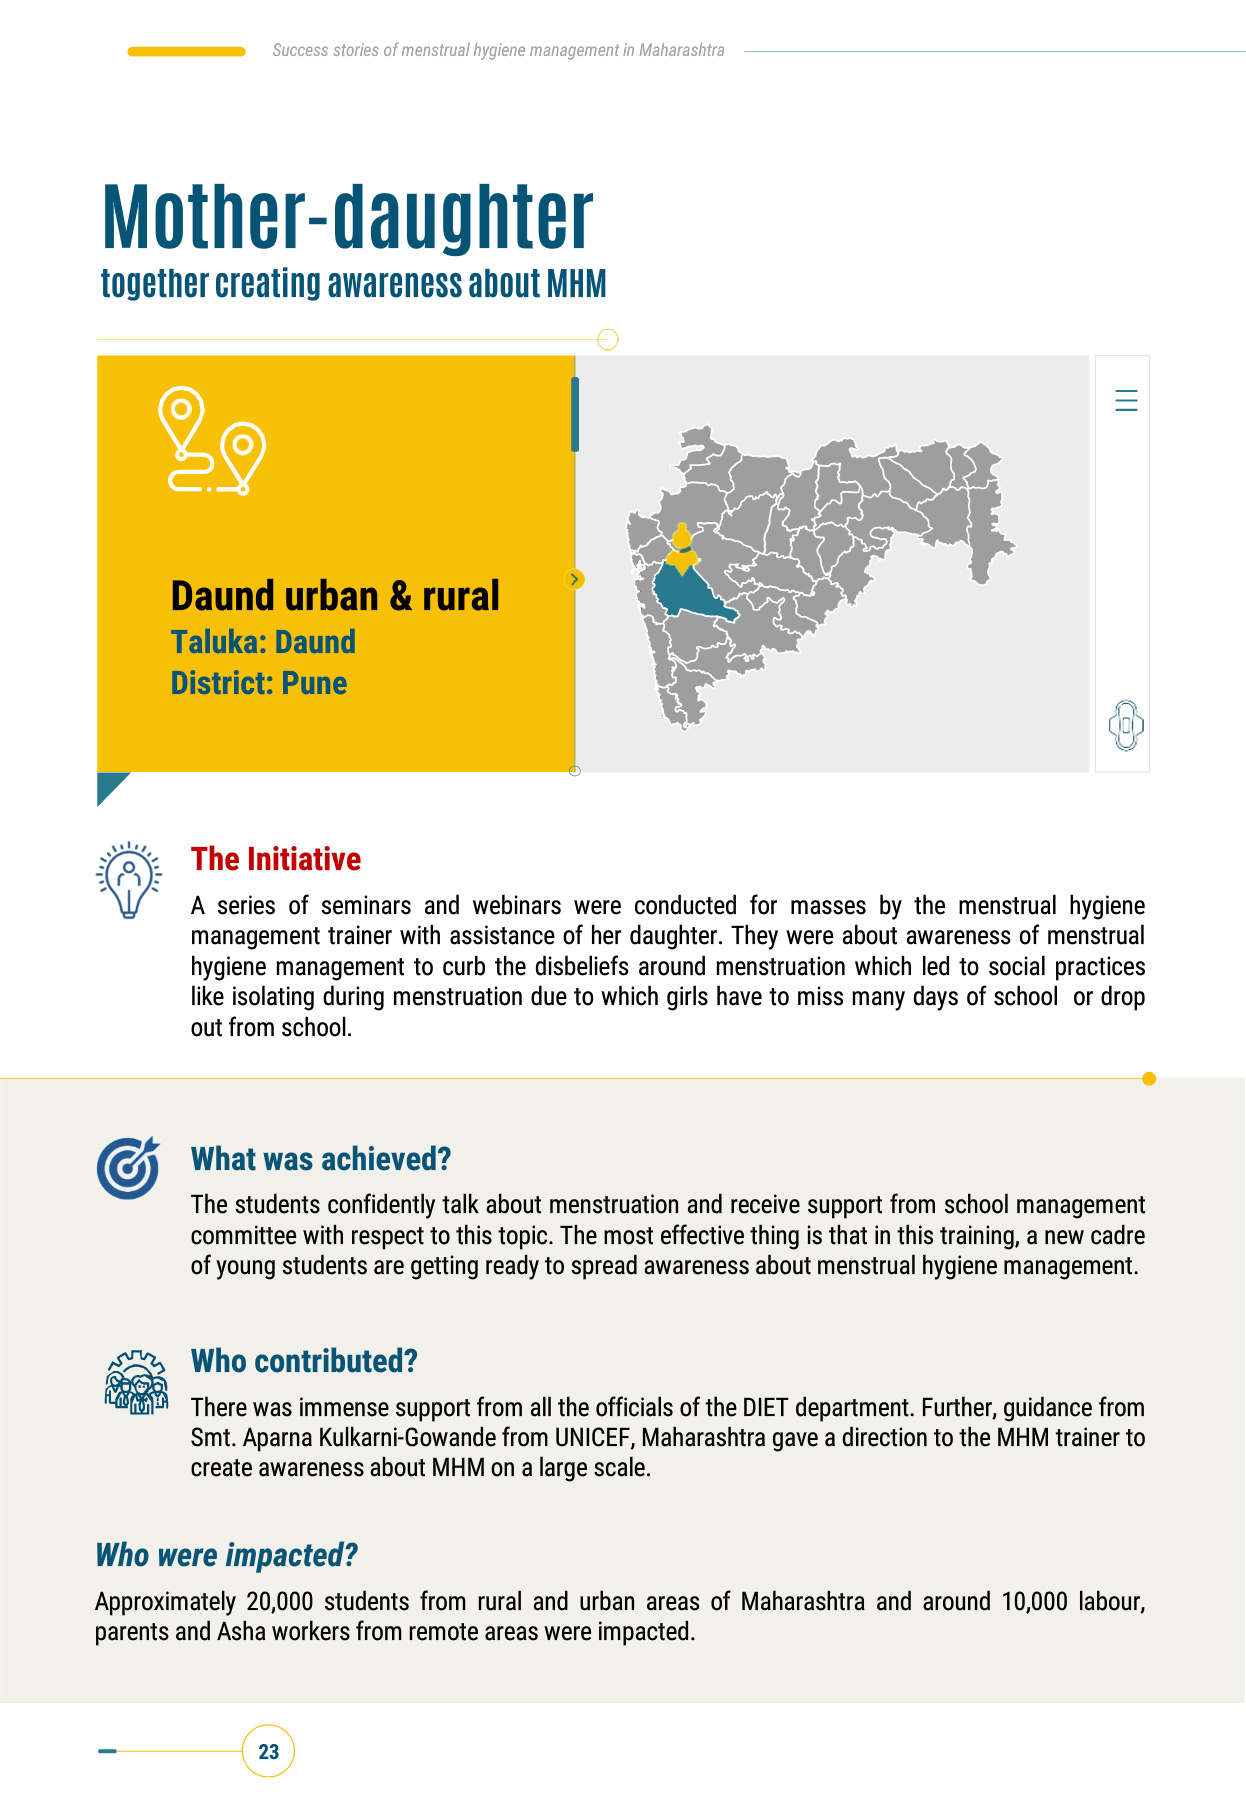 Success stories of menstrual hygiene management in Maharashtra
Mother-daughter
together creating awareness about MHM
Daund urban & rural
Taluka: Daund
District: Pune
The Initiative
A series of seminars and webinars were conducted for masses by the menstrual hygiene
management trainer with assistance of her daughter. They were about awareness of menstrual
hygiene management to curb the disbeliefs around menstruation which led to social practices
like isolating during menstruation due to which girls have to miss many days of school or drop
out from school.
What was achieved?
The students confidently talk about menstruation and receive support from school management
committee with respect to this topic. The most effective thing is that in this training, a new cadre
of young students are getting ready to spread awareness about menstrual hygiene management.
Who contributed?
There was immense support from all the officials of the DIET department. Further, guidance from
Smt. Aparna Kulkarni-Gowande from UNICEF, Maharashtra gave a direction to the MHM trainer to
create awareness about MHM on a large scale.
Who were impacted?
Approximately 20,000 students from rural and urban areas of Maharashtra and around 10,000 labour,
parents and Asha workers from remote areas were impacted.
23